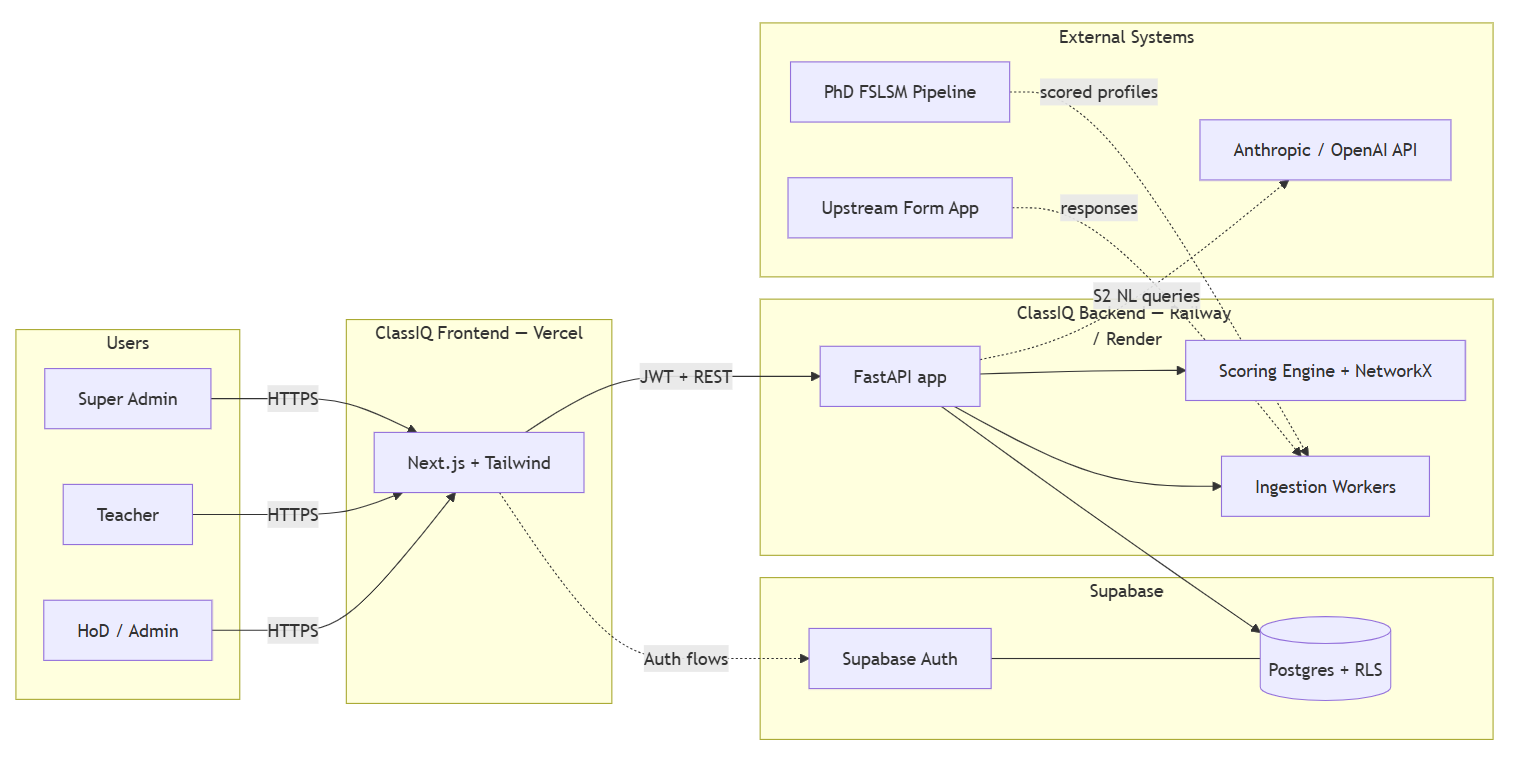 External Systems
PhD FSLSM Pipeline
scored profiles
Anthropic / OpenAI API
Upstream Form App
responses
S2 NL queries
ClassIQ Backend — Railway
/ Render
Users
ClassIQ Frontend — Vercel
Super Admin
HTTPS
JWT + REST
FastAPI app
Scoring Engine + NetworkX
Next.js + Tailwind
Teacher
HTTPS
Ingestion Workers
Supabase
HoD / Admin
HTTPS
Auth flows
Supabase Auth
Postgres + RLS